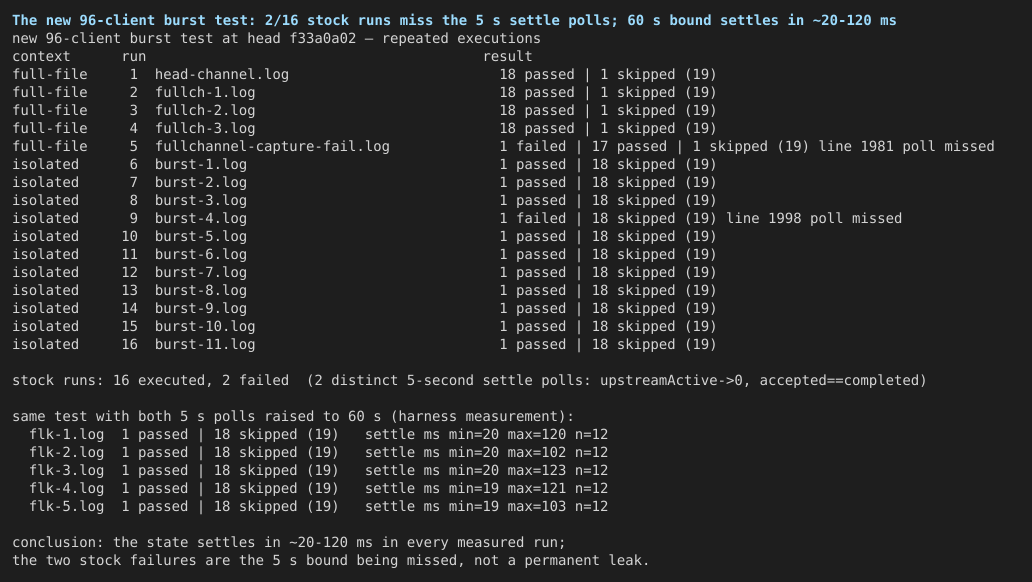 The new 96-client burst test: 2/16 stock runs miss the 5 s settle polls; 60 s bound settles in ~20-120 ms
new 96-client burst test at head f33a0a02 — repeated executions
context run result
full-file 1 head-channel.log 18 passed | 1 skipped (19)
full-file 2 fullch-1.log 18 passed | 1 skipped (19)
full-file 3 fullch-2.log 18 passed | 1 skipped (19)
full-file 4 fullch-3.log 18 passed | 1 skipped (19)
full-file 5 fullchannel-capture-fail.log 1 failed | 17 passed | 1 skipped (19) line 1981 poll missed
isolated 6 burst-1.log 1 passed | 18 skipped (19)
isolated 7 burst-2.log 1 passed | 18 skipped (19)
isolated 8 burst-3.log 1 passed | 18 skipped (19)
isolated 9 burst-4.log 1 failed | 18 skipped (19) line 1998 poll missed
isolated 10 burst-5.log 1 passed | 18 skipped (19)
isolated 11 burst-6.log 1 passed | 18 skipped (19)
isolated 12 burst-7.log 1 passed | 18 skipped (19)
isolated 13 burst-8.log 1 passed | 18 skipped (19)
isolated 14 burst-9.log 1 passed | 18 skipped (19)
isolated 15 burst-10.log 1 passed | 18 skipped (19)
isolated 16 burst-11.log 1 passed | 18 skipped (19)
stock runs: 16 executed, 2 failed (2 distinct 5-second settle polls: upstreamActive->0, accepted==completed)
same test with both 5 s polls raised to 60 s (harness measurement):
flk-1.log 1 passed | 18 skipped (19) settle ms min=20 max=120 n=12
flk-2.log 1 passed | 18 skipped (19) settle ms min=20 max=102 n=12
flk-3.log 1 passed | 18 skipped (19) settle ms min=20 max=123 n=12
flk-4.log 1 passed | 18 skipped (19) settle ms min=19 max=121 n=12
flk-5.log 1 passed | 18 skipped (19) settle ms min=19 max=103 n=12
conclusion: the state settles in ~20-120 ms in every measured run;
the two stock failures are the 5 s bound being missed, not a permanent leak.